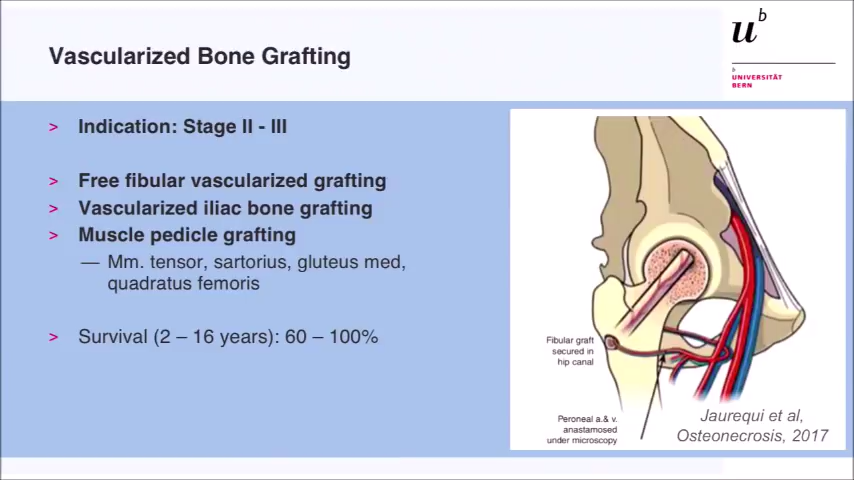 Vascularized Bone Grafting
u
b
b
UNIVERSITÄT
BERN
> Indication: Stage II - III
> Free fibular vascularized grafting
> Vascularized iliac bone grafting
> Muscle pedicle grafting
— Mm. tensor, sartorius, gluteus med,
quadratus femoris
> Survival (2 – 16 years): 60 – 100%
Fibular graft
secured in
hip canal
Peroneal a.& v.
anastamosed
under microscopy
Jaurequi et al,
Osteonecrosis, 2017